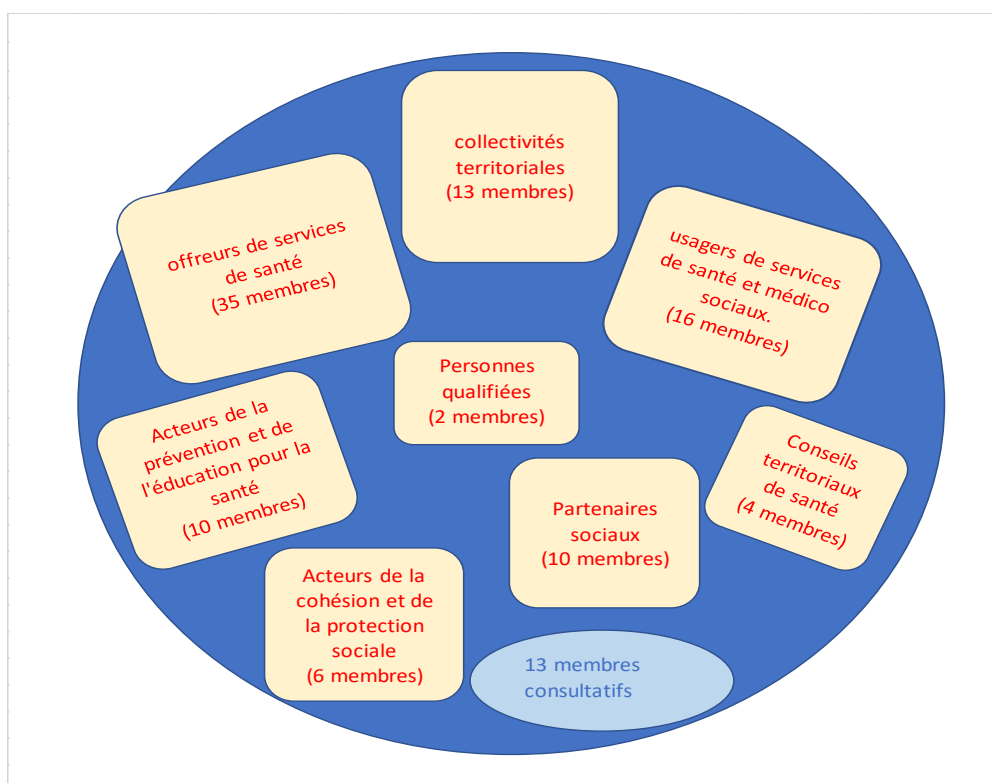 collectivités
territoriales
(13 membres)
offreurs de services
de santé
(35 membres)
usagers de services
de santé et médico
sociaux.
(16 membres)
Personnes
qualifiées
(2 membres)
Acteurs de la
prévention et de
l'éducation pour la
santé
(10 membres)
Conseils
territoriaux
de santé
(4 membres)
Partenaires
sociaux
(10 membres)
Acteurs de la
cohésion et de
la protection
sociale
(6 membres)
13 membres
consultatifs